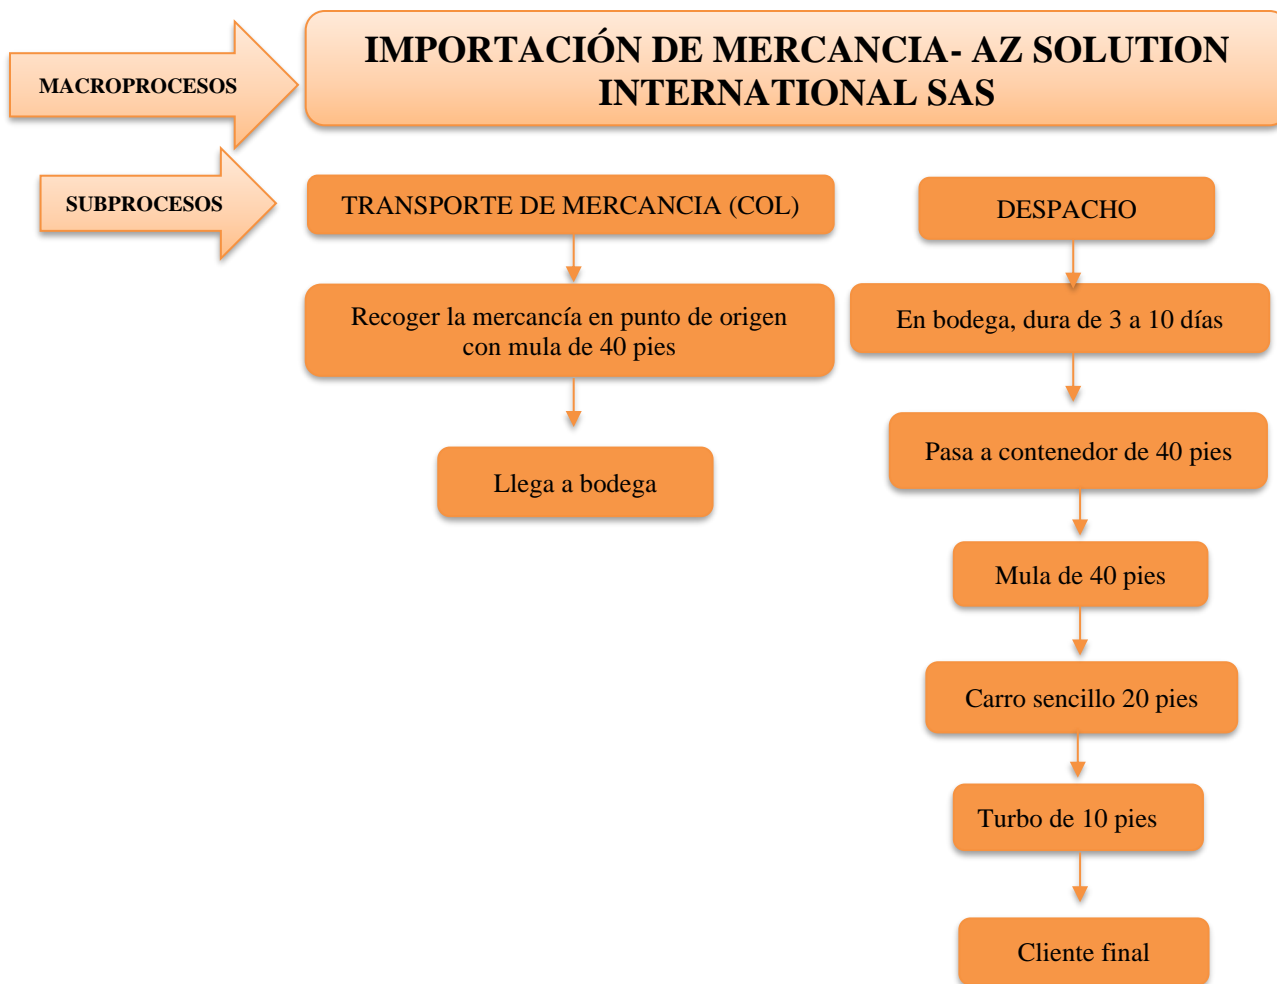 MACROPROCESOS
IMPORTACIÓN DE MERCANCIA- AZ SOLUTION
INTERNATIONAL SAS
SUBPROCESOS
TRANSPORTE DE MERCANCIA (COL)
Recoger la mercancía en punto de origen
con mula de 40 pies
Llega a bodega
DESPACHO
En bodega, dura de 3 a 10 días
Pasa a contenedor de 40 pies
Mula de 40 pies
Carro sencillo 20 pies
Turbo de 10 pies
Cliente final